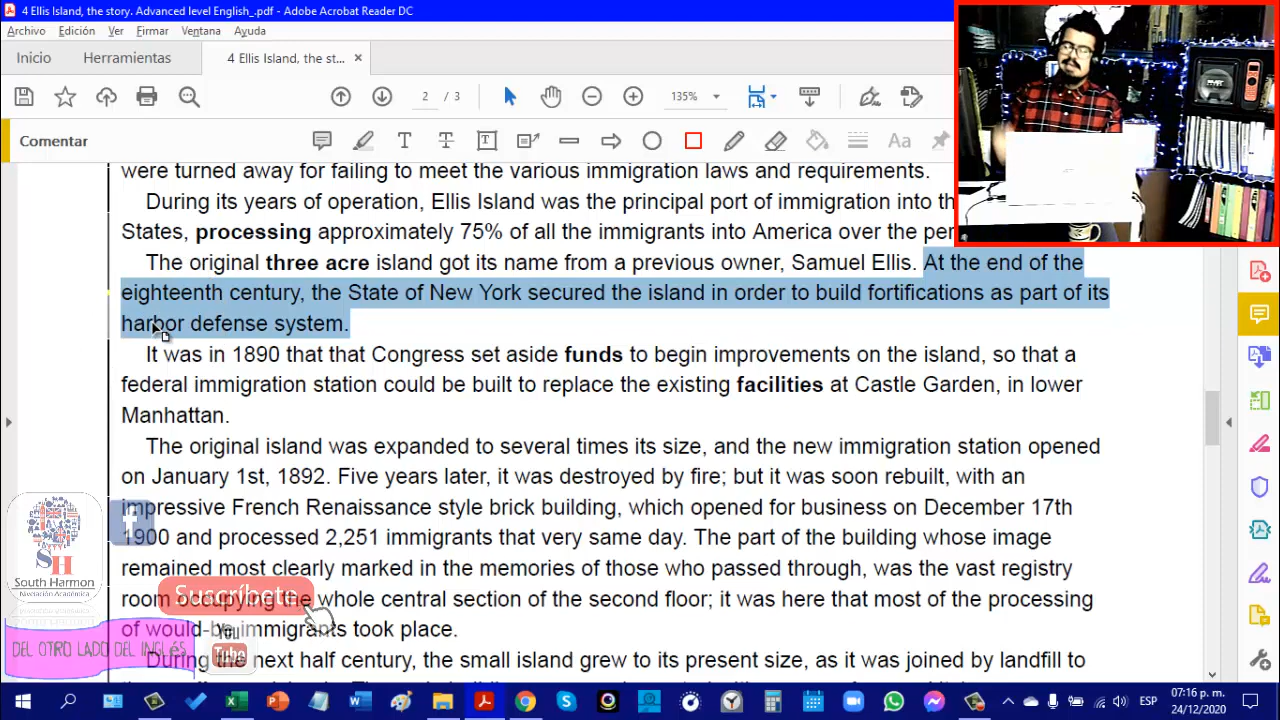 4 Ellis Island, the story. Advanced level English_.pdf - Adobe Acrobat Reader DC
Archivo Edición Ver Firmar Ventana Ayuda
Inicio Herramientas 4 Ellis Island, the st... ×
2 / 3 135%
Comentar
were turned away for failing to meet the various immigration laws and requirements.
During its years of operation, Ellis Island was the principal port of immigration into the
States, processing approximately 75% of all the immigrants into America over the
The original three acre island got its name from a previous owner, Samuel Ellis. At the end of the
eighteenth century, the State of New York secured the island in order to build fortifications as part of its
harbor defense system.
It was in 1890 that that Congress set aside funds to begin improvements on the island, so that a
federal immigration station could be built to replace the existing facilities at Castle Garden, in lower
Manhattan.
The original island was expanded to several times its size, and the new immigration station opened
on January 1st, 1892. Five years later, it was destroyed by fire; but it was soon rebuilt, with an
impressive French Renaissance style brick building, which opened for business on December 17th
1900 and processed 2,251 immigrants that very same day. The part of the building whose image
remained most clearly marked in the memories of those who passed through, was the vast registry
room occupying the whole central section of the second floor; it was here that most of the processing
of would-be immigrants took place.
During the next half century, the small island grew to its present size, as it was joined by landfill to
SH
South Harmon
Nivelación Académica
Suscríbete
DEL OTRO LADO DEL INGLÉS
You
Tube
ESP
07:16 p. m.
24/12/2020